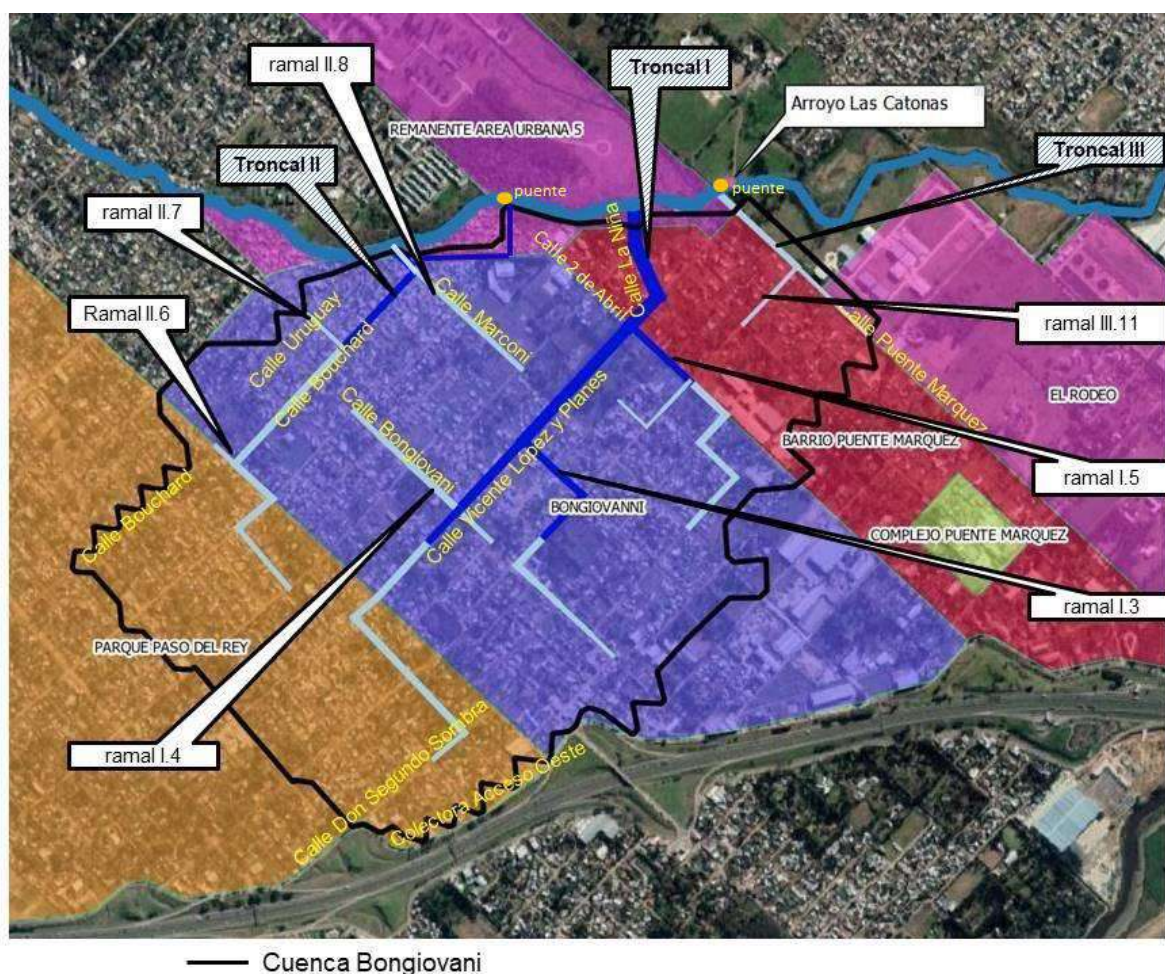 ramal II.8
Troncal I
Arroyo Las Catonas
REMANENTE AREA URBANA 5
Troncal II
Troncal III
puente
puente
ramal II.7
Calle La Niña
Calle 2 de Abril
Ramal II.6
Calle Uruguay
Calle Marconi
ramal III.11
Calle Bouchard
Calle Puente Marquez
EL RODEO
Calle Bongiovani
Calle Vicente López y Planes
BARRIO PUENTE MARQUEZ
ramal I.5
BONGIOVANNI
Calle Bouchard
COMPLEJO PUENTE MARQUEZ
ramal I.3
PARQUE PASO DEL REY
ramal I.4
Calle Don Segundo Sombra
Colectora Acceso Oeste
Cuenca Bongiovani